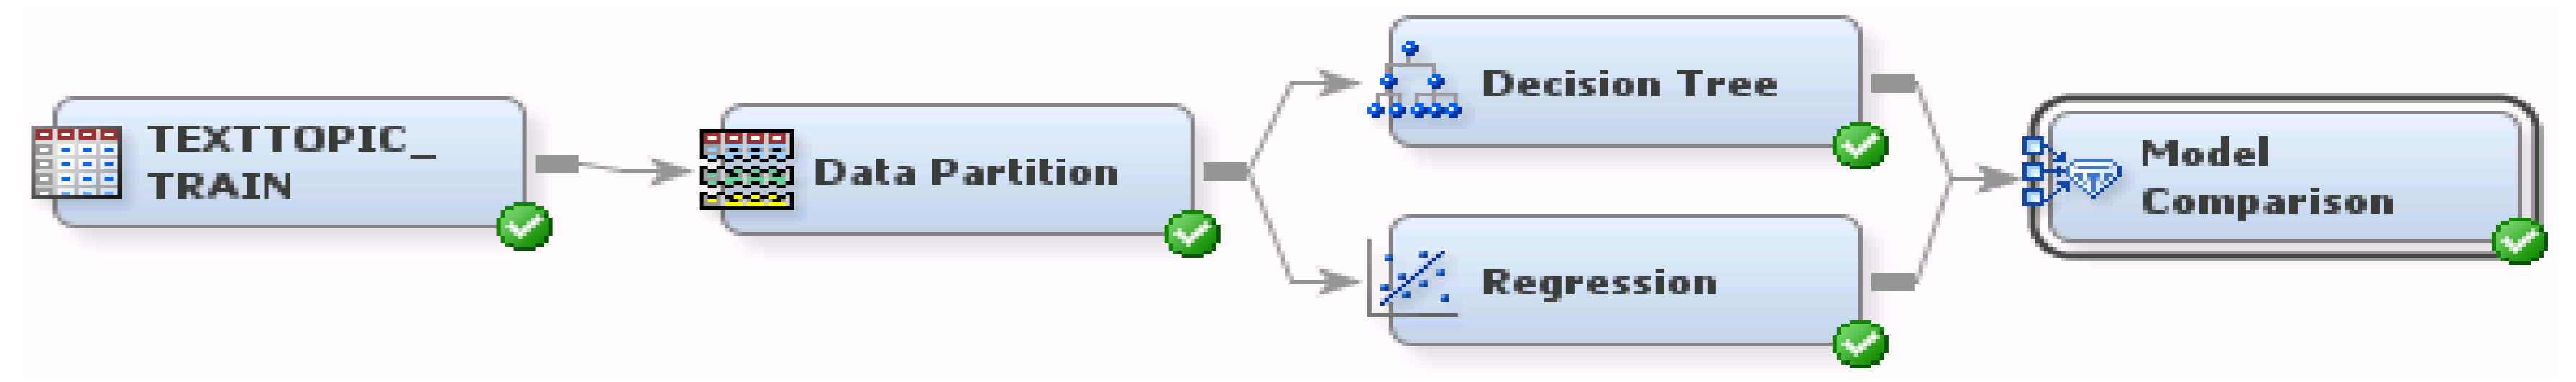 TEXTTOPIC_
TRAIN
Data Partition
Decision Tree
Regression
Model
Comparison